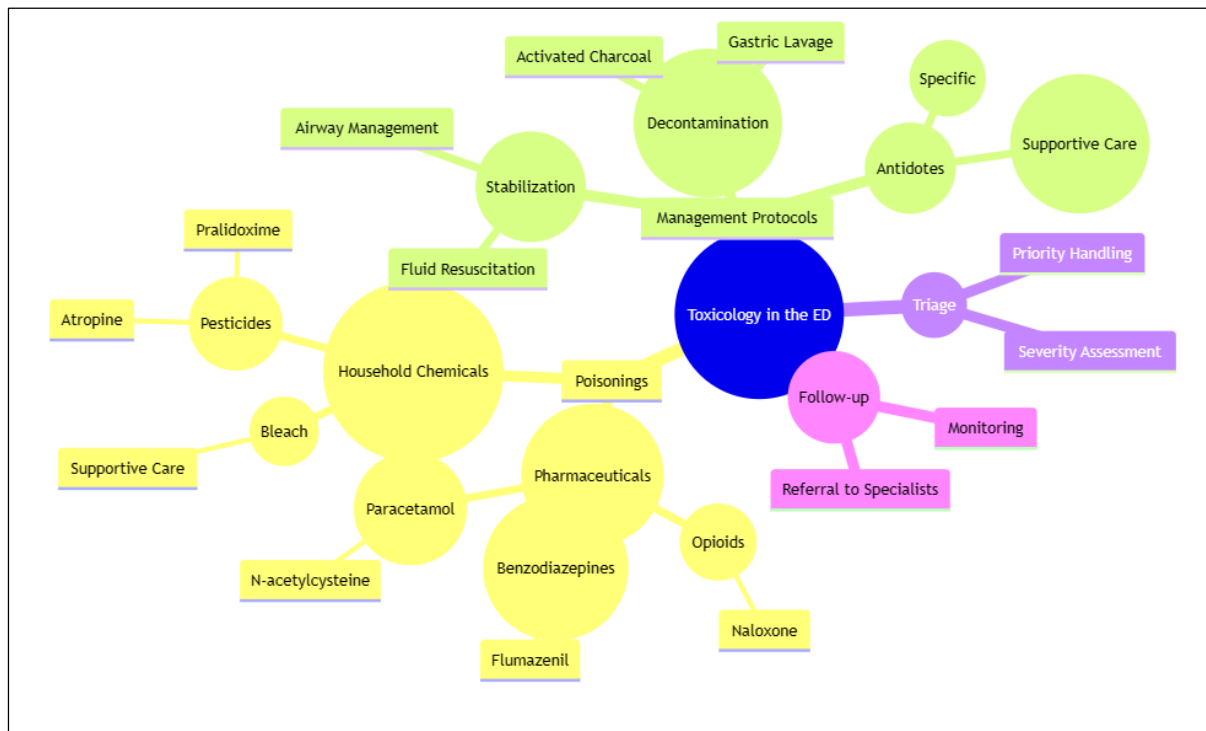 Gastric Lavage
Activated Charcoal
Specific
Decontamination
Airway Management
Supportive Care
Antidotes
Stabilization
Management Protocols
Pralidoxime
Priority Handling
Fluid Resuscitation
Triage
Toxicology in the ED
Atropine
Pesticides
Severity Assessment
Household Chemicals
Poisonings
Follow-up
Bleach
Monitoring
Supportive Care
Pharmaceuticals
Referral to Specialists
Paracetamol
Opioids
N-acetylcysteine
Benzodiazepines
Naloxone
Flumazenil